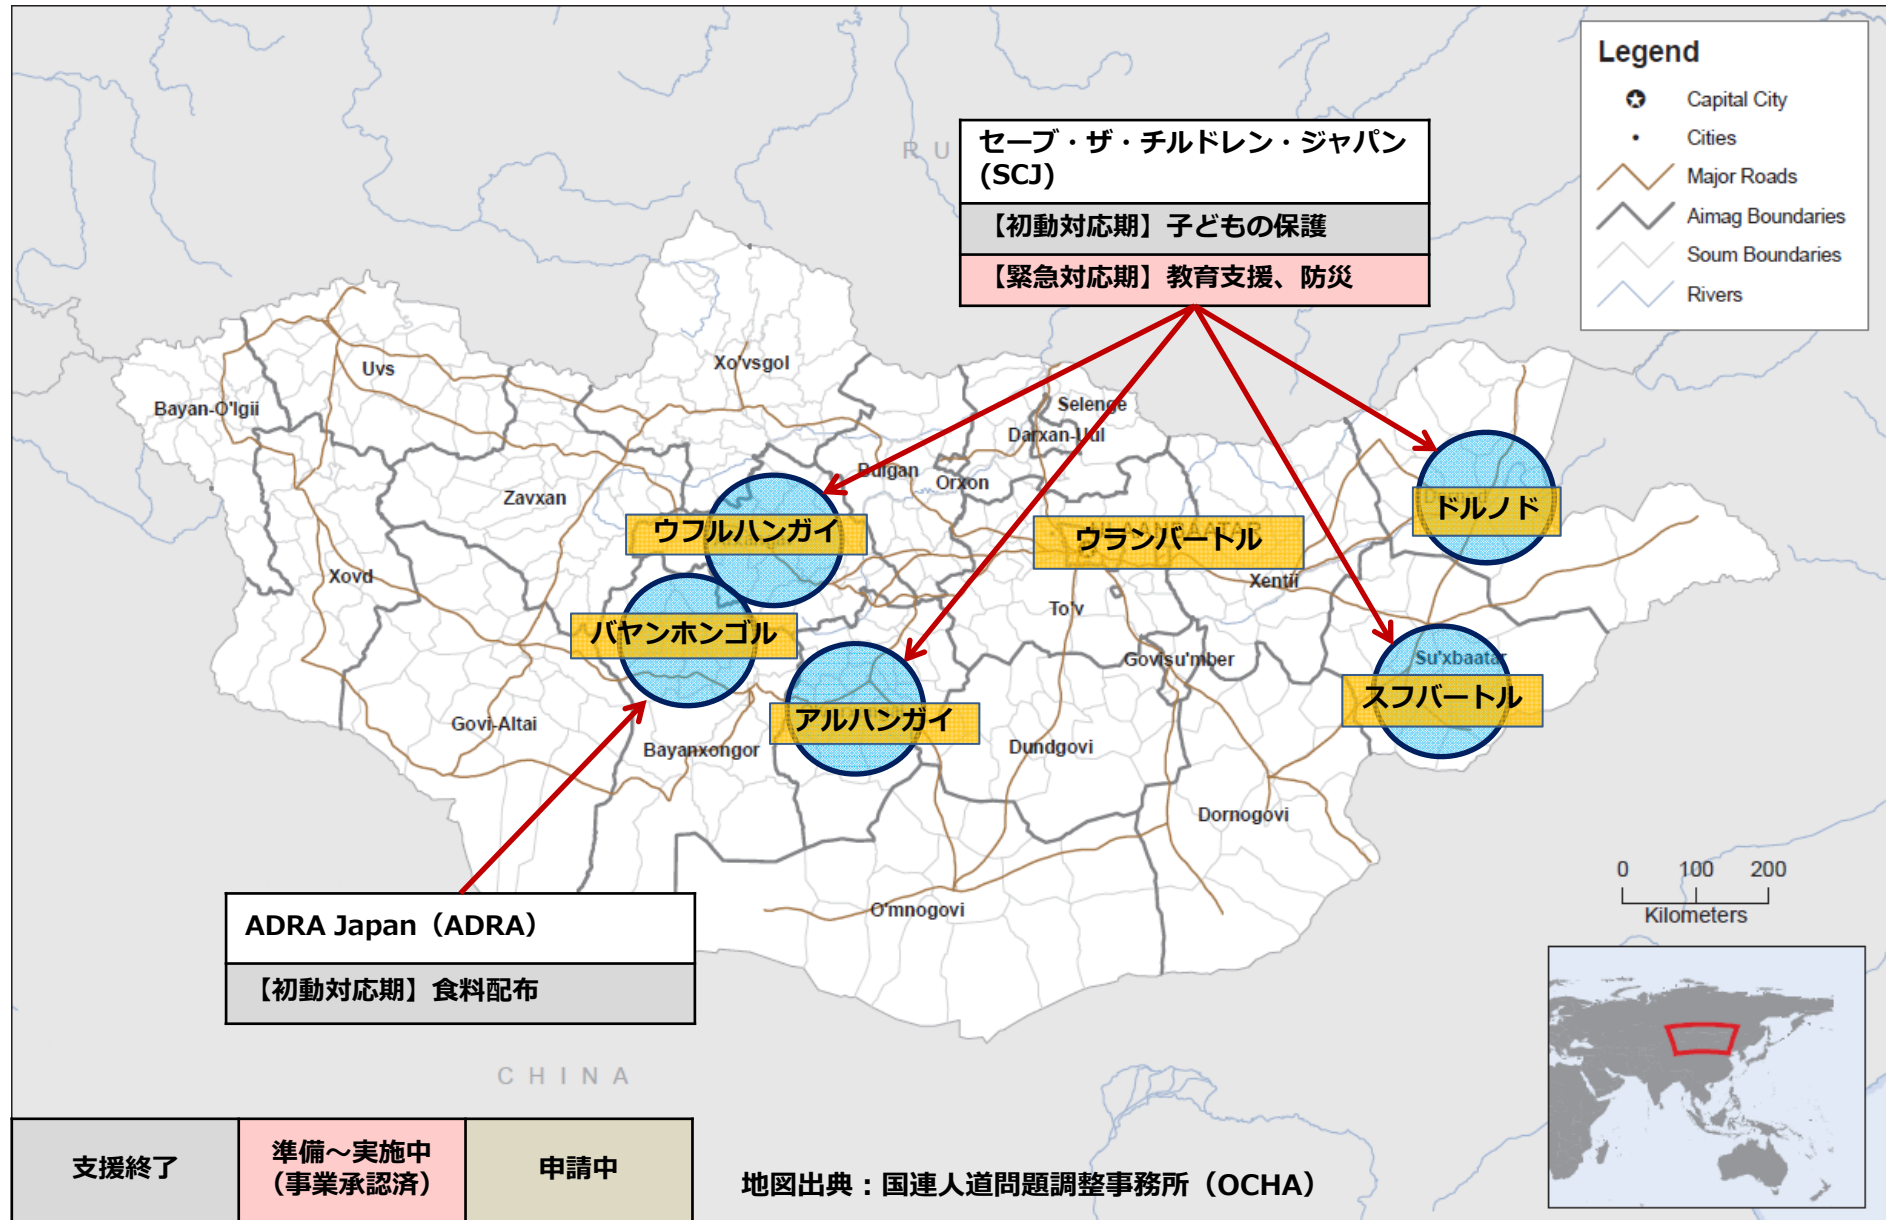 Legend
Capital City
Cities
Major Roads
Aimag Boundaries
Soum Boundaries
Rivers
R U
セーブ・ザ・チルドレン・ジャパン
(SCJ)
【初動対応期】子どもの保護
【緊急対応期】教育支援、防災
Uvs
Xo'vsgol
Bayan-O'lgii
Selenge
Darxan-Uul
Bulgan
Orxon
Zavxan
ウフルハンガイ
ウランバートル
ドルノド
Xovd
Xentii
To'v
バヤンホンゴル
Govisu'mber
Su'xbaatar
スフバートル
アルハンガイ
Govi-Altai
Bayanxongor
Dundgovi
Dornogovi
O'mnogovi
0 100 200
Kilometers
ADRA Japan（ADRA）
【初動対応期】食料配布
C H I N A
支援終了
準備～実施中
（事業承認済）
申請中
地図出典：国連人道問題調整事務所（OCHA）